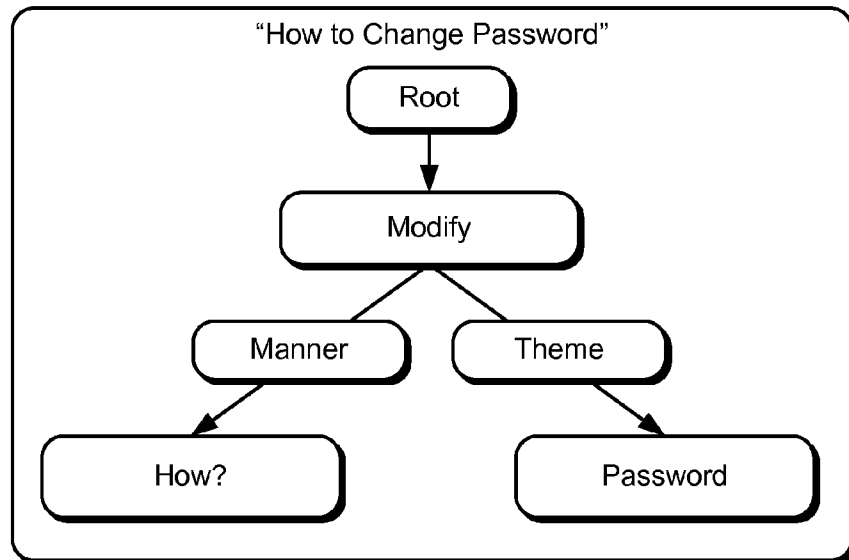 “How to Change Password”
Root
Modify
Manner
Theme
How?
Password